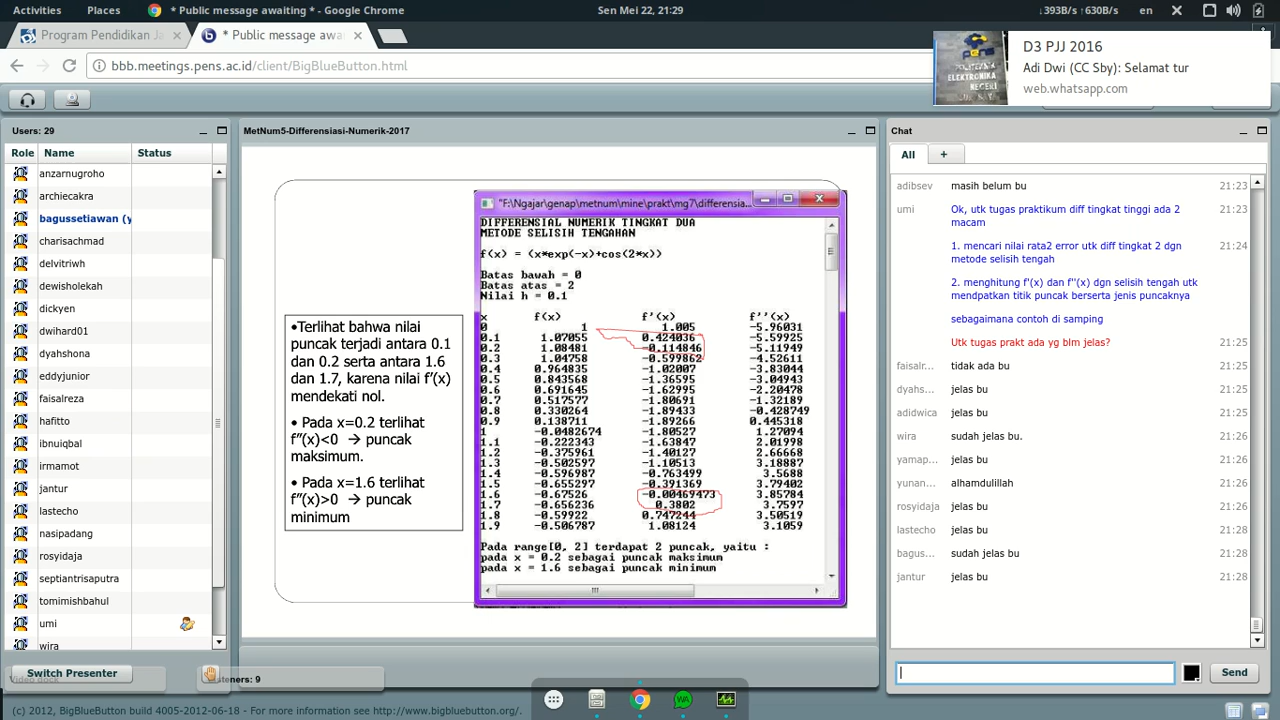 Activities Places * Public message awaiting * - Google Chrome Sen Mei 22, 21:29 ↓393B/s ↑630B/s en
Program Pendidikan Ja × * Public message awai ×
bbb.meetings.pens.ac.id/client/BigBlueButton.html
D3 PJJ 2016
Adi Dwi (CC Sby): Selamat tur
web.whatsapp.com
POLITEKNIK
ELEKTRONIKA
NEGERI
Users: 29
Role Name Status
anzarnugroho
archiecakra
bagussetiawan (y
charisachmad
delvitriwh
dewisholekah
dickyen
dwihard01
dyahshona
eddyjunior
faisalreza
hafitto
ibnuiqbal
irmamot
jantur
lastecho
nasipadang
rosyidaja
septiantrisaputra
tomimishbahul
umi
wira
Switch Presenter
Video dock
steners: 9
MetNum5-Differensiasi-Numerik-2017
•Terlihat bahwa nilai
puncak terjadi antara 0.1
dan 0.2 serta antara 1.6
dan 1.7, karena nilai f'(x)
mendekati nol.
• Pada x=0.2 terlihat
f"(x)<0 → puncak
maksimum.
• Pada x=1.6 terlihat
f"(x)>0 → puncak
minimum
"F:\Ngajar\genap\metnum\mine\prakt\mg7\differensia...
DIFFERENSIAL NUMERIK TINGKAT DUA
METODE SELISIH TENGAHAN
f(x) = (x*exp(-x)+cos(2*x))
Batas bawah = 0
Batas atas = 2
Nilai h = 0.1
x f(x) f'(x) f''(x)
0 1 1.005 -5.96031
0.1 1.07055 0.424036 -5.59925
0.2 1.08481 -0.114846 -5.11949
0.3 1.04758 -0.599862 -4.52611
0.4 0.964835 -1.02007 -3.83044
0.5 0.843568 -1.36595 -3.04943
0.6 0.691645 -1.62995 -2.20478
0.7 0.517577 -1.80691 -1.32189
0.8 0.330264 -1.89433 -0.428749
0.9 0.138711 -1.89266 0.445318
1 -0.0482674 -1.80527 1.27094
1.1 -0.222343 -1.63847 2.01998
1.2 -0.375961 -1.40127 2.66668
1.3 -0.502597 -1.10513 3.18887
1.4 -0.596987 -0.763499 3.5688
1.5 -0.655297 -0.391369 3.79402
1.6 -0.67526 -0.00469473 3.85784
1.7 -0.656236 0.3802 3.7597
1.8 -0.59922 0.747244 3.50519
1.9 -0.506787 1.08124 3.1059
Pada range[0, 2] terdapat 2 puncak, yaitu :
pada x = 0.2 sebagai puncak maksimum
pada x = 1.6 sebagai puncak minimum
Chat
All +
adibsev masih belum bu 21:23
umi Ok, utk tugas praktikum diff tingkat tinggi ada 2 21:23
macam
1. mencari nilai rata2 error utk diff tingkat 2 dgn 21:24
metode selisih tengah
2. menghitung f'(x) dan f''(x) dgn selisih tengah utk
mendpatkan titik puncak berserta jenis puncaknya
sebagaimana contoh di samping
Utk tugas prakt ada yg blm jelas? 21:25
faisalr... tidak ada bu 21:25
dyahs... jelas bu 21:25
adidwica jelas bu 21:25
wira sudah jelas bu. 21:26
yamap... jelas bu 21:26
yunan... alhamdulillah 21:26
rosyidaja jelas bu 21:27
lastecho jelas bu 21:27
bagus... sudah jelas bu 21:28
jantur jelas bu 21:28
Send
(c) 2012, BigBlueButton build 4005-2012-06-18 - For more information see http://www.bigbluebutton.org/.